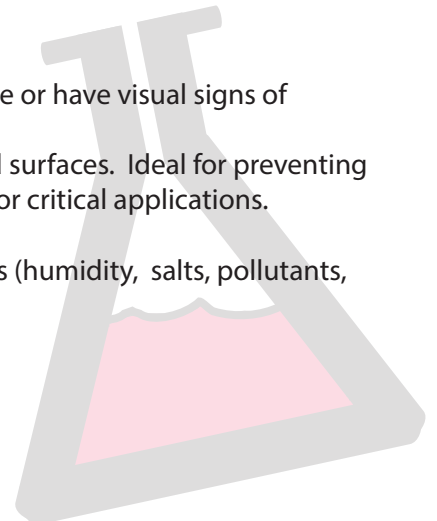 e or have visual signs of
surfaces. Ideal for preventing
or critical applications.
s (humidity, salts, pollutants,